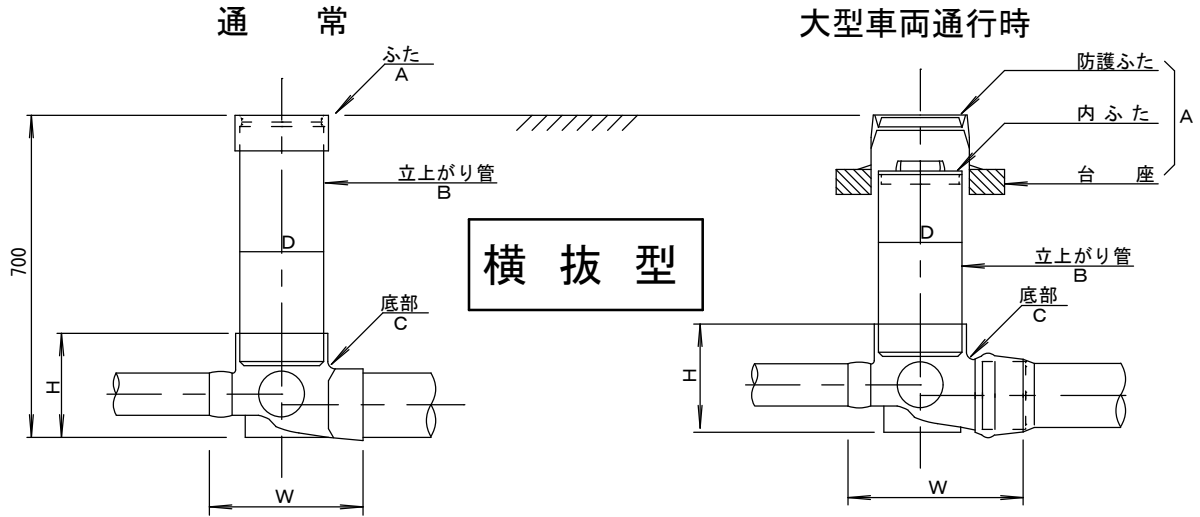 通 常
ふた
A
立上がり管
B
D
700
底部
C
H
W
横 抜 型
大型車両通行時
防護ふた
内 ふ た
A
台 座
D
立上がり管
B
底部
C
H
W